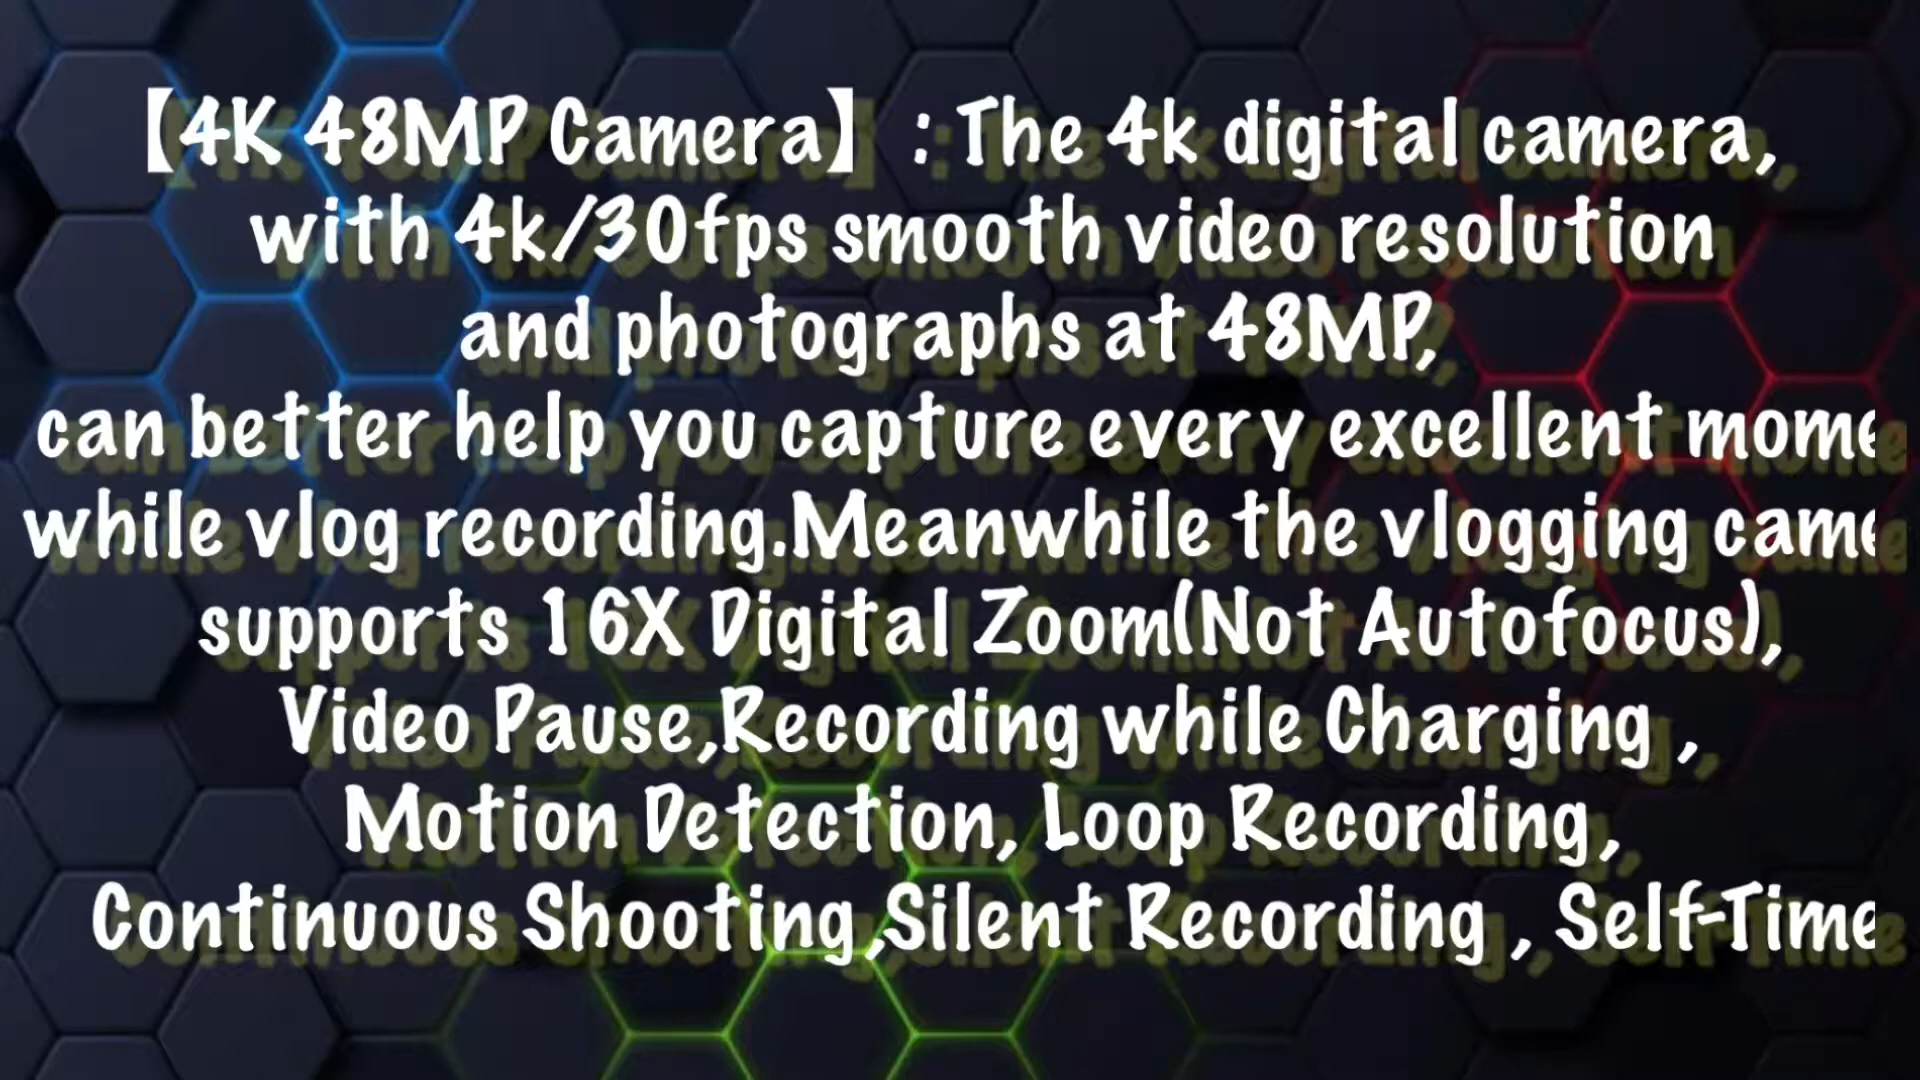 【4K 48MP Camera】 : The 4k digital camera,
with 4k/30fps smooth video resolution
and photographs at 48MP,
can better help you capture every excellent mome
while vlog recording.Meanwhile the vlogging came
supports 16X Digital Zoom(Not Autofocus),
Video Pause,Recording while Charging ,
Motion Detection, Loop Recording,
Continuous Shooting,Silent Recording , Self-Time